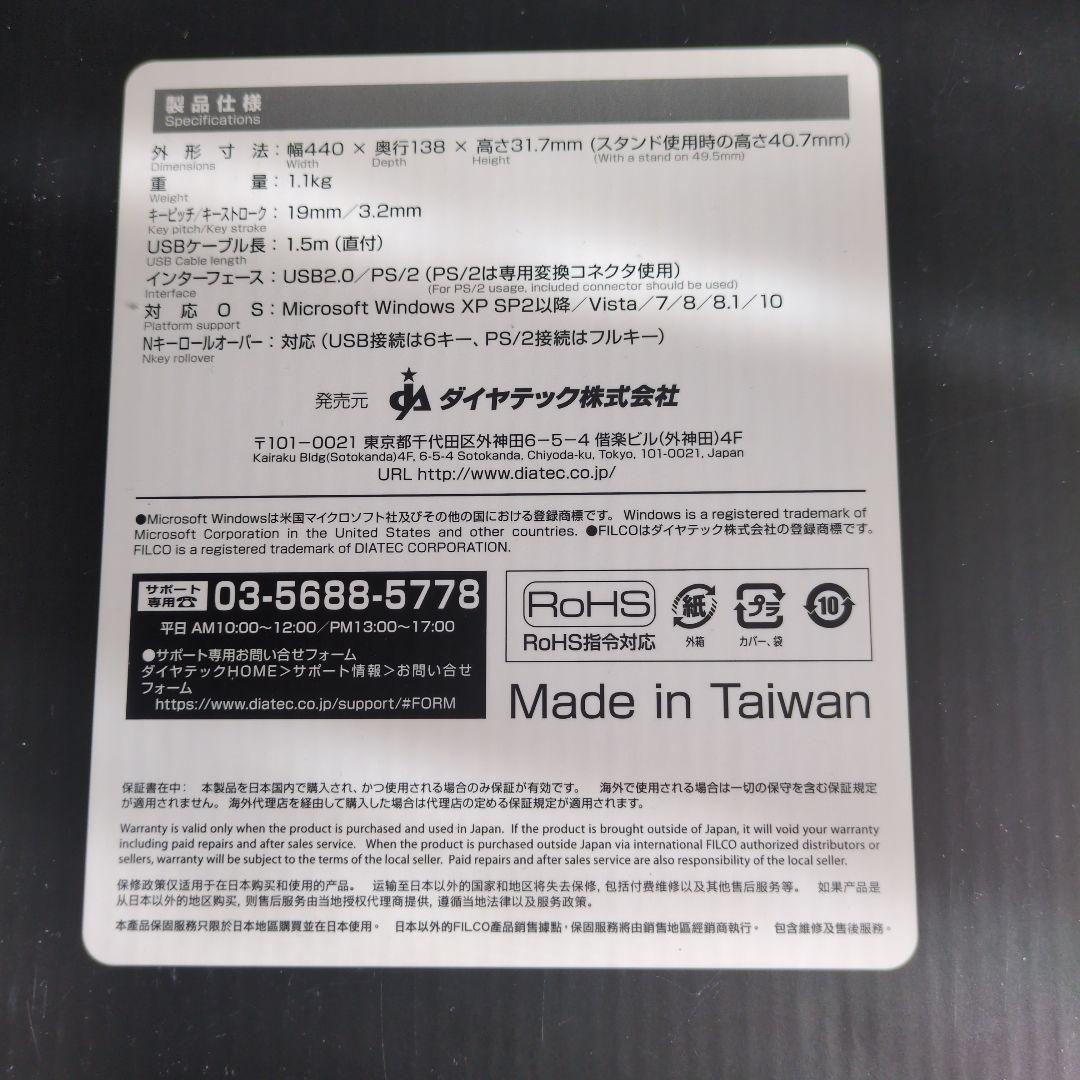 製品仕様
Specifications
外形寸法：幅440 × 奥行138 × 高さ31.7mm (スタンド使用時の高さ40.7mm)
Dimensions Width Depth Height (With a stand on 49.5mm)
重量：1.1kg
Weight
キーピッチ/キーストローク：19mm／3.2mm
Key pitch/Key stroke
USBケーブル長：1.5m (直付)
USB Cable length
インターフェース：USB2.0／PS/2 (PS/2は専用変換コネクタ使用)
Interface (For PS/2 usage, included connector should be used)
対応OS：Microsoft Windows XP SP2以降／Vista／7／8／8.1／10
Platform support
Nキーロールオーバー：対応 (USB接続は6キー、PS/2接続はフルキー)
Nkey rollover
発売元 ダイヤテック株式会社
〒101−0021 東京都千代田区外神田6−5−4 偕楽ビル(外神田)4F
Kairaku Bldg(Sotokanda)4F, 6-5-4 Sotokanda, Chiyoda-ku, Tokyo, 101-0021, Japan
URL http://www.diatec.co.jp/
●Microsoft Windowsは米国マイクロソフト社及びその他の国における登録商標です。 Windows is a registered trademark of
Microsoft Corporation in the United States and other countries. ●FILCOはダイヤテック株式会社の登録商標です。
FILCO is a registered trademark of DIATEC CORPORATION.
サポート
専用☎ 03-5688-5778
平日 AM10:00〜12:00／PM13:00〜17:00
●サポート専用お問い合せフォーム
ダイヤテックHOME＞サポート情報＞お問い合せ
フォーム
https://www.diatec.co.jp/support/#FORM
RoHS 紙 プラ 10
RoHS指令対応 外箱 カバー、袋
Made in Taiwan
保証書在中： 本製品を日本国内で購入され、かつ使用される場合のみ保証が有効です。 海外で使用される場合は一切の保守を含む保証規定
が適用されません。海外代理店を経由して購入した場合は代理店の定める保証規定が適用されます。
Warranty is valid only when the product is purchased and used in Japan. If the product is brought outside of Japan, it will void your warranty
including paid repairs and after sales service. When the product is purchased outside Japan via international FILCO authorized distributors or
sellers, warranty will be subject to the terms of the local seller. Paid repairs and after sales service are also responsibility of the local seller.
保修政策仅适用于在日本购买和使用的产品。 运输至日本以外的国家和地区将失去保修, 包括付费维修以及其他售后服务等。 如果产品是
从日本以外的地区购买, 则售后服务由当地授权代理商提供, 遵循当地法律以及服务政策。
本產品保固服務只限於日本地區購買並在日本使用。 日本以外的FILCO產品銷售據點，保固服務將由銷售地區經銷商執行。 包含維修及售後服務。